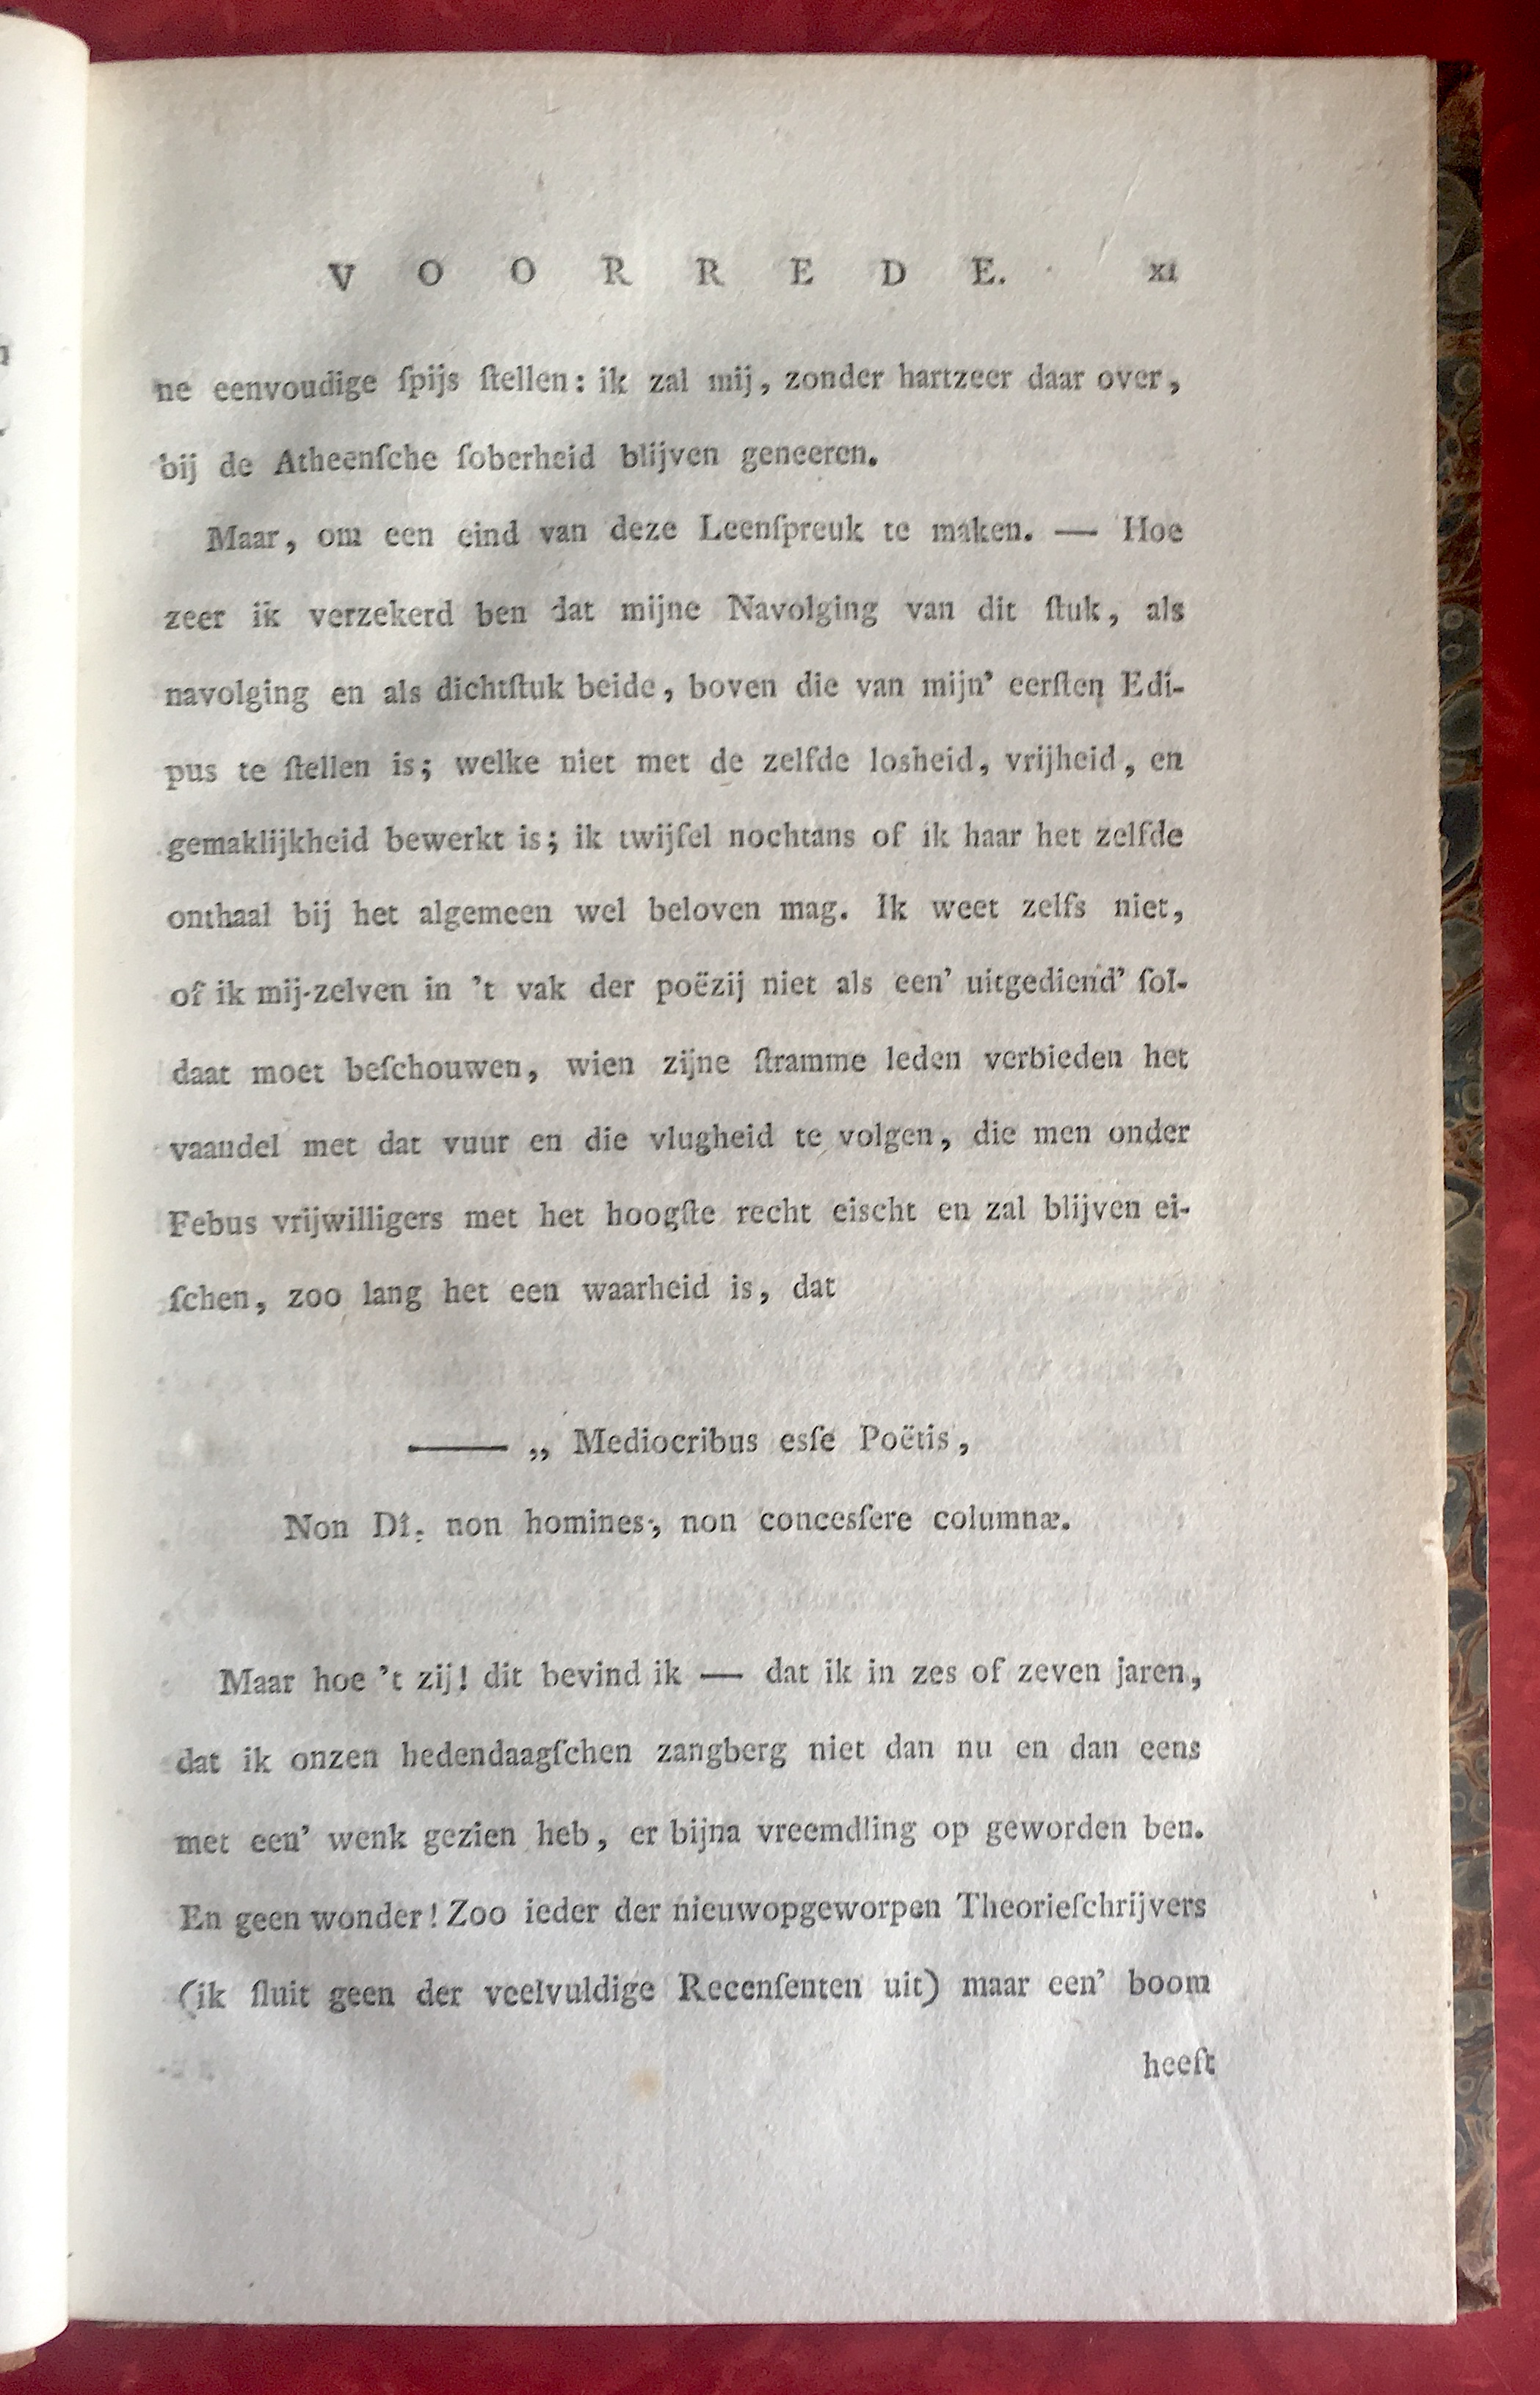 V O O R R E D E. XI
ne eenvoudige ſpijs ſtellen: ik zal mij, zonder hartzeer daar over,
bij de Atheenſche ſoberheid blijven geneeren.
Maar, om een eind van deze Leenſpreuk te maken. — Hoe
zeer ik verzekerd ben dat mijne Navolging van dit ſtuk, als
navolging en als dichtſtuk beide, boven die van mijn' eerſten Edi-
pus te ſtellen is; welke niet met de zelfde losheid, vrijheid, en
gemaklijkheid bewerkt is; ik twijfel nochtans of ik haar het zelfde
onthaal bij het algemeen wel beloven mag. Ik weet zelfs niet,
of ik mij-zelven in 't vak der poëzij niet als een' uitgediend' ſol-
daat moet beſchouwen, wien zijne ſtramme leden verbieden het
vaandel met dat vuur en die vlugheid te volgen, die men onder
Febus vrijwilligers met het hoogſte recht eischt en zal blijven ei-
ſchen, zoo lang het een waarheid is, dat
——— „ Mediocribus esſe Poëtis,
Non Dî, non homines, non concesſere columnæ.
Maar hoe 't zij! dit bevind ik — dat ik in zes of zeven jaren,
dat ik onzen hedendaagſchen zangberg niet dan nu en dan eens
met een' wenk gezien heb, er bijna vreemdling op geworden ben.
En geen wonder! Zoo ieder der nieuwopgeworpen Theorieſchrijvers
(ik ſluit geen der veelvuldige Recenſenten uit) maar een' boom
heeft